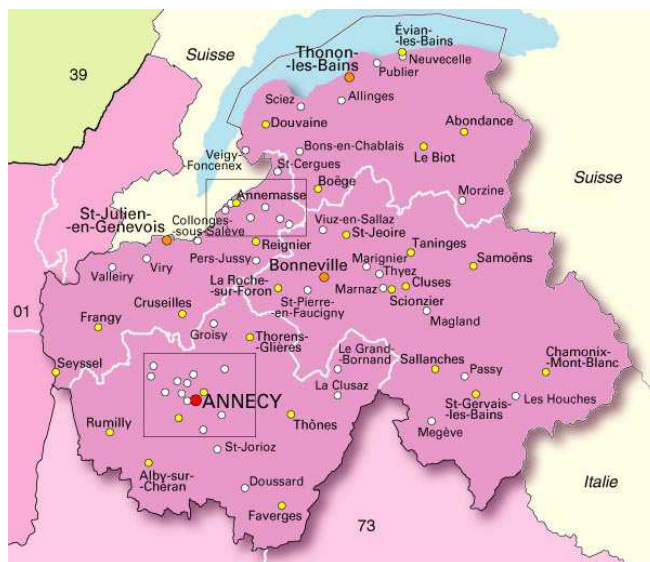 Évian-
-les-Bains
Suisse
Thonon-
-les-Bains
Neuvecelle
Publier
39
Sciez
Allinges
Douvaine
Abondance
Veigy-
Foncenex
Bons-en-Chablais
Le Biot
St-Cergues
Boëge
Suisse
Annemasse
Morzine
St-Julien-
-en-Genevois
Collonges-
-sous-Salève
Viuz-en-Sallaz
St-Jeoire
Reignier
Taninges
Pers-Jussy
Bonneville
Marignier
Samoëns
Valleiry
Viry
Thyez
La Roche-
-sur-Foron
Marnaz
Cluses
Scionzier
St-Pierre-
-en-Faucigny
01
Cruseilles
Magland
Frangy
Groisy
Thorens-
-Glières
Le Grand-
-Bornand
Seyssel
Sallanches
Chamonix-
-Mont-Blanc
Passy
La Clusaz
ANNECY
St-Gervais-
-les-Bains
Les Houches
Rumilly
Thônes
Megève
St-Jorioz
Alby-sur-
-Chéran
Doussard
Italie
Faverges
73